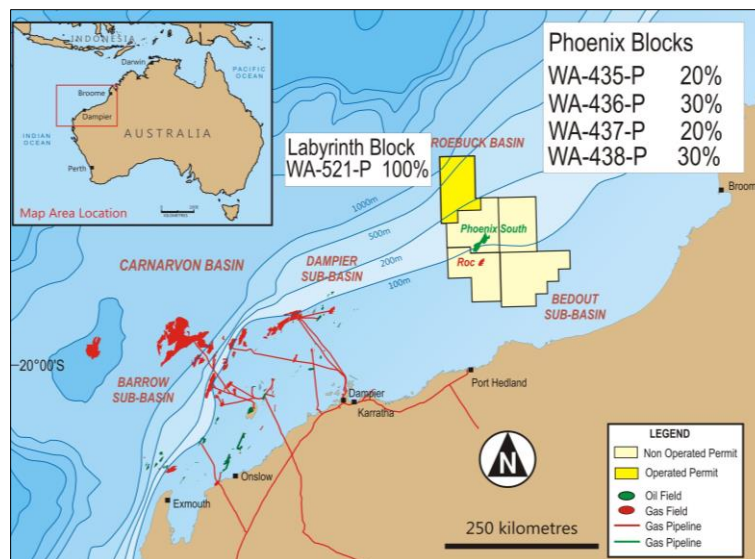 INDONESIA
Darwin
PACIFIC
OCEAN
Broome
Dampier
INDIAN
OCEAN
AUSTRALIA
Perth
Map Area Location
KILOMETRES
Phoenix Blocks
WA-435-P 20%
WA-436-P 30%
WA-437-P 20%
WA-438-P 30%
Labyrinth Block
WA-521-P 100%
ROEBUCK BASIN
1000m
500m
200m
100m
Broom
Phoenix South
Roc
BEDOUT
SUB-BASIN
CARNARVON BASIN
DAMPIER
SUB-BASIN
20°00'S
BARROW
SUB-BASIN
Port Hedland
Dampier
Karratha
Onslow
Exmouth
N
250 kilometres
LEGEND
Non Operated Permit
Operated Permit
Oil Field
Gas Field
Gas Pipeline
Gas Pipeline